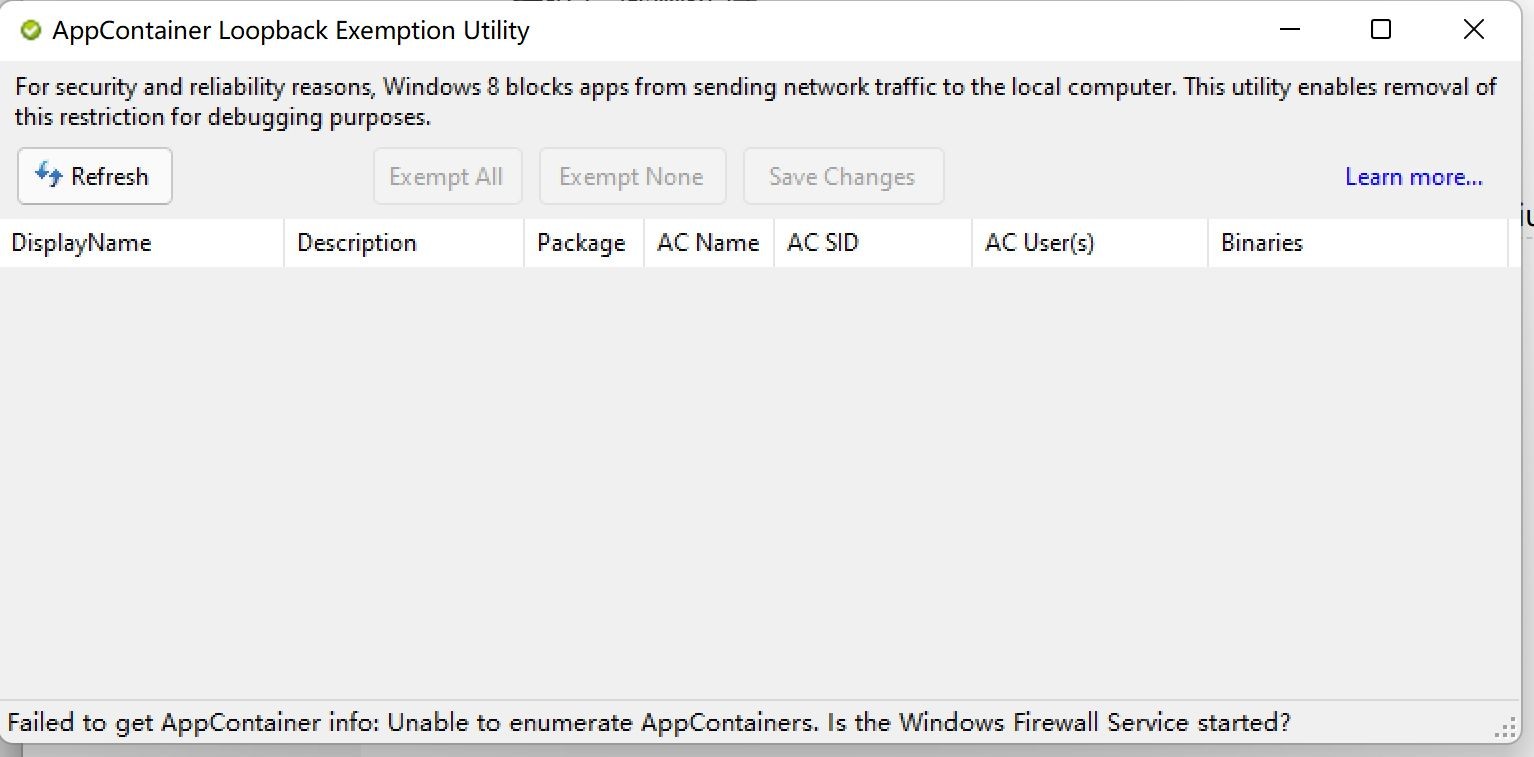 AppContainer Loopback Exemption Utility
For security and reliability reasons, Windows 8 blocks apps from sending network traffic to the local computer. This utility enables removal of
this restriction for debugging purposes.
Refresh Exempt All Exempt None Save Changes Learn more...
DisplayName Description Package AC Name AC SID AC User(s) Binaries
Failed to get AppContainer info: Unable to enumerate AppContainers. Is the Windows Firewall Service started?